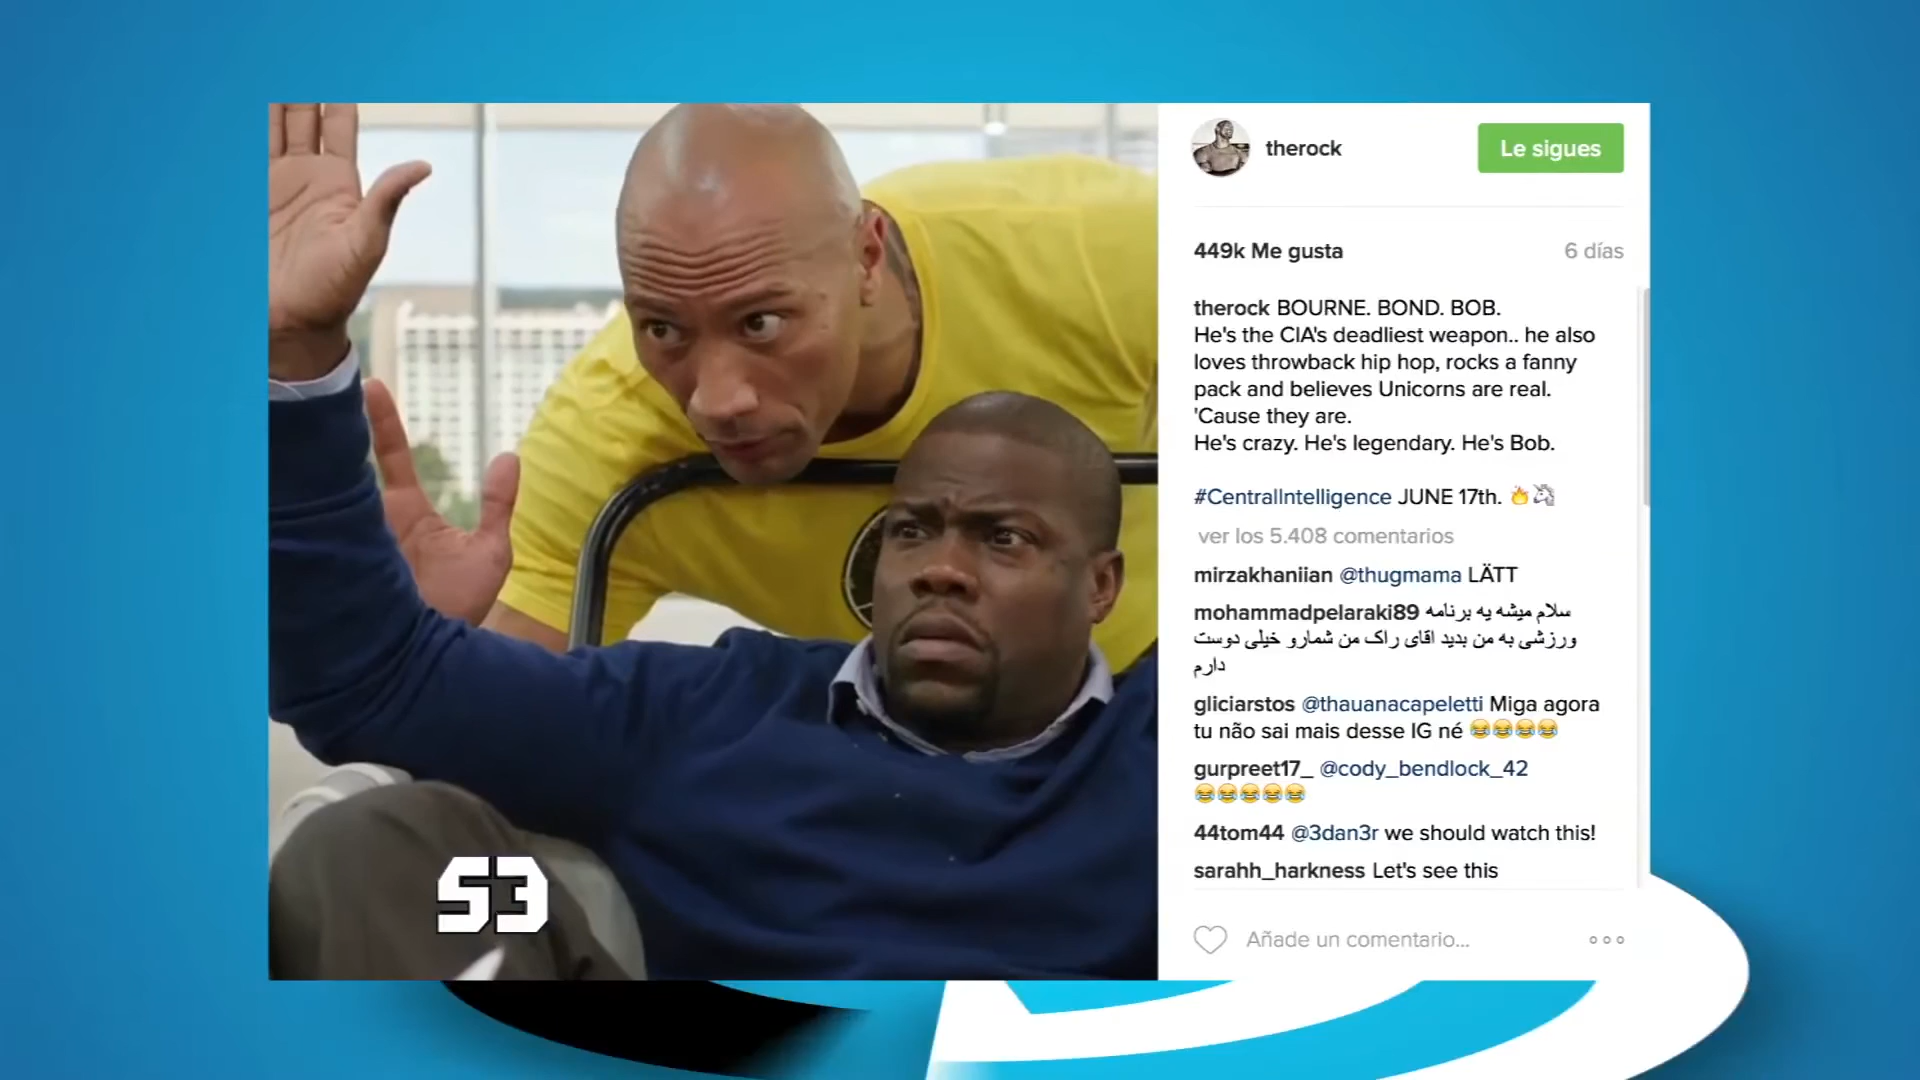 therock
Le sigues
449k Me gusta
6 días
therock BOURNE. BOND. BOB.
He's the CIA's deadliest weapon.. he also
loves throwback hip hop, rocks a fanny
pack and believes Unicorns are real.
'Cause they are.
He's crazy. He's legendary. He's Bob.
#CentralIntelligence JUNE 17th. 🔥🦄
ver los 5.408 comentarios
mirzakhaniian @thugmama LÄTT
mohammadpelaraki89 سلام میشه یه برنامه
ورزشی به من بدید اقای راک من شمارو خیلی دوست
دارم
gliciarstos @thauanacapeletti Miga agora
tu não sai mais desse IG né 😂😂😂😂
gurpreet17_ @cody_bendlock_42
😂😂😂😂😂
44tom44 @3dan3r we should watch this!
sarahh_harkness Let's see this
Añade un comentario...
53